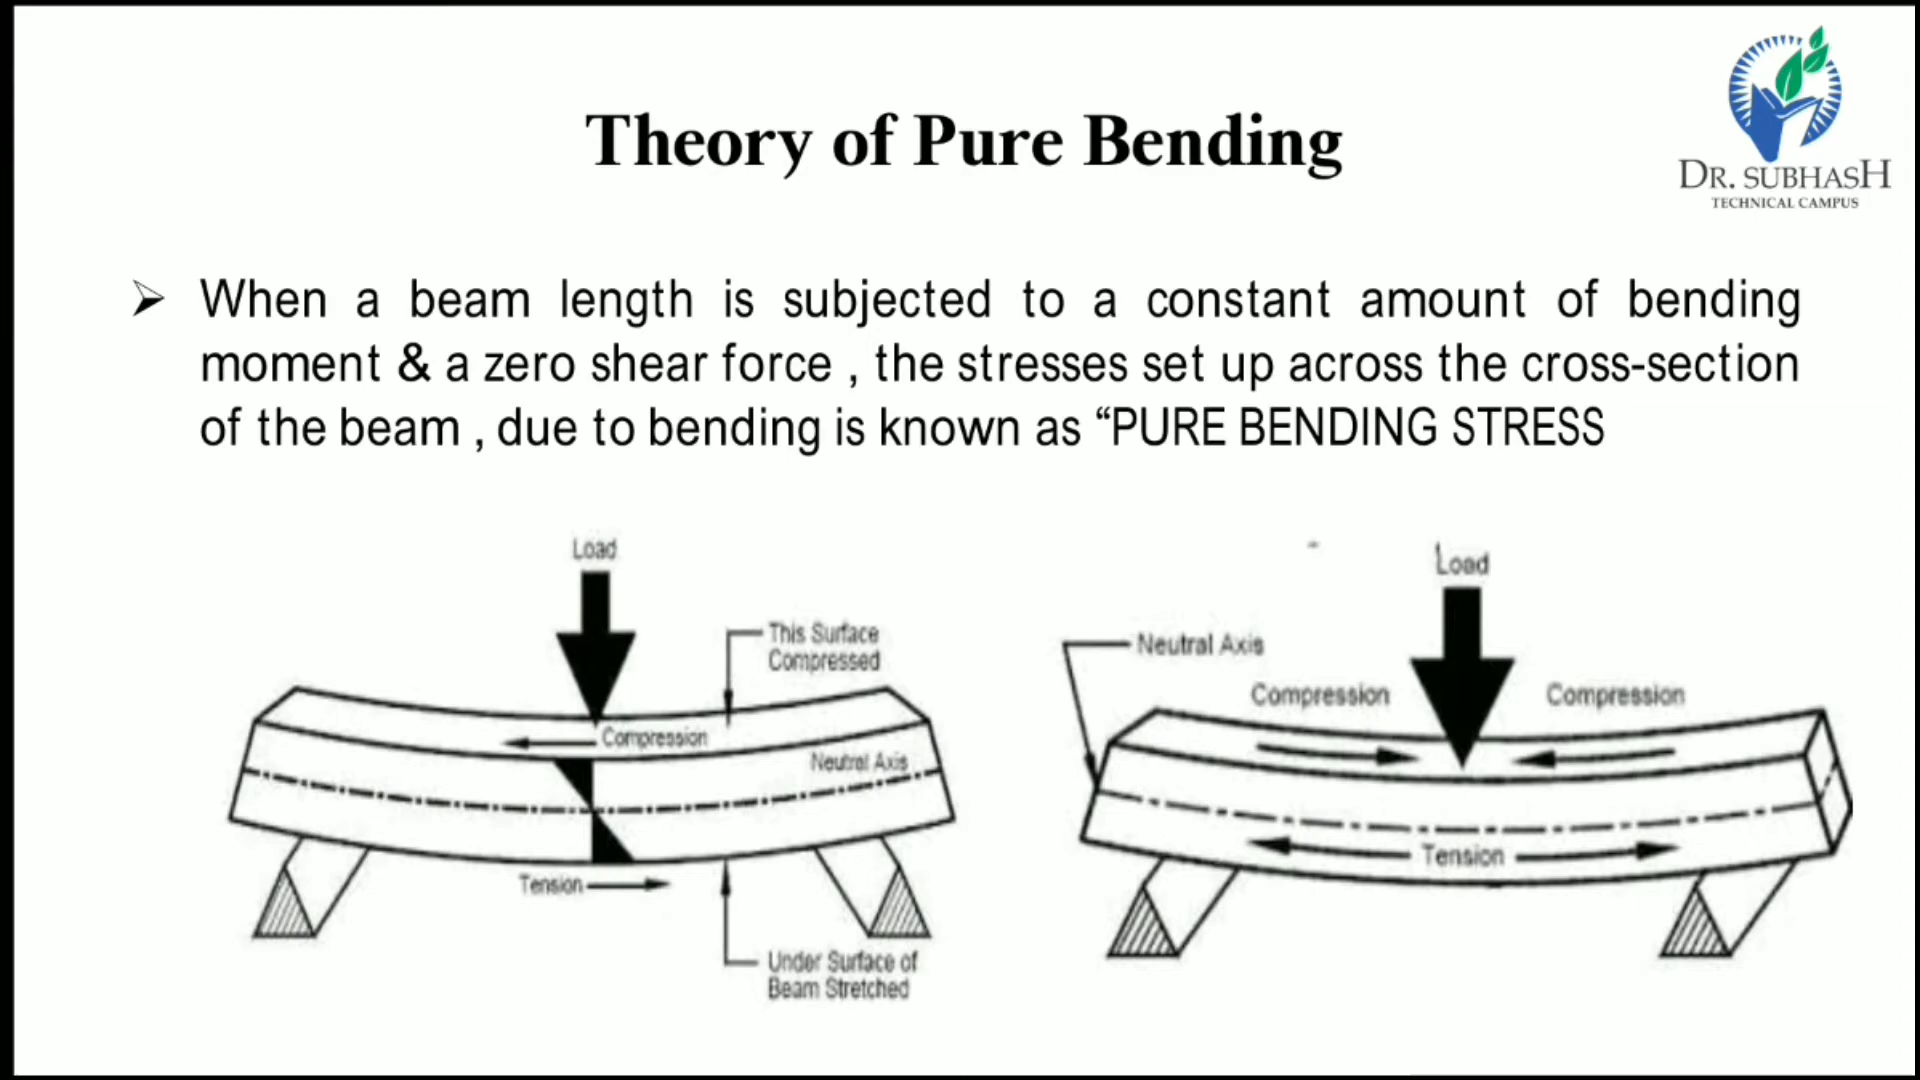 DR. SUBHASH
TECHNICAL CAMPUS
Theory of Pure Bending
➢ When a beam length is subjected to a constant amount of bending
moment & a zero shear force , the stresses set up across the cross-section
of the beam , due to bending is known as “PURE BENDING STRESS
Load
This Surface
Compressed
Compression
Neutral Axis
Tension
Under Surface of
Beam Stretched
Load
Neutral Axis
Compression
Compression
Tension